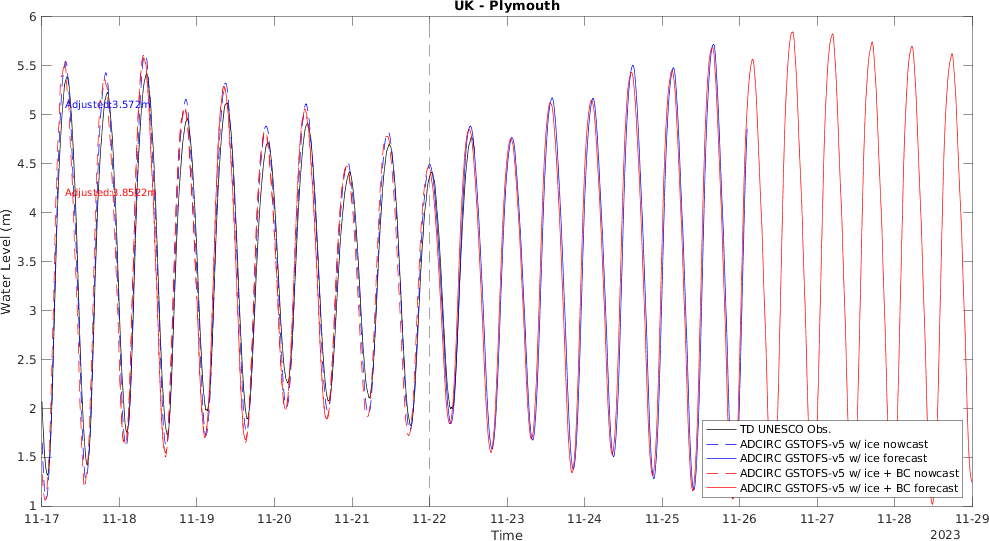 UK - Plymouth
6
5.5
5
4.5
4
3.5
3
2.5
2
1.5
1
Water Level (m)
Adjusted:3.572m
Adjusted:3.8522m
TD UNESCO Obs.
ADCIRC GSTOFS-v5 w/ ice nowcast
ADCIRC GSTOFS-v5 w/ ice forecast
ADCIRC GSTOFS-v5 w/ ice + BC nowcast
ADCIRC GSTOFS-v5 w/ ice + BC forecast
11-17 11-18 11-19 11-20 11-21 11-22 11-23 11-24 11-25 11-26 11-27 11-28 11-29
Time
2023